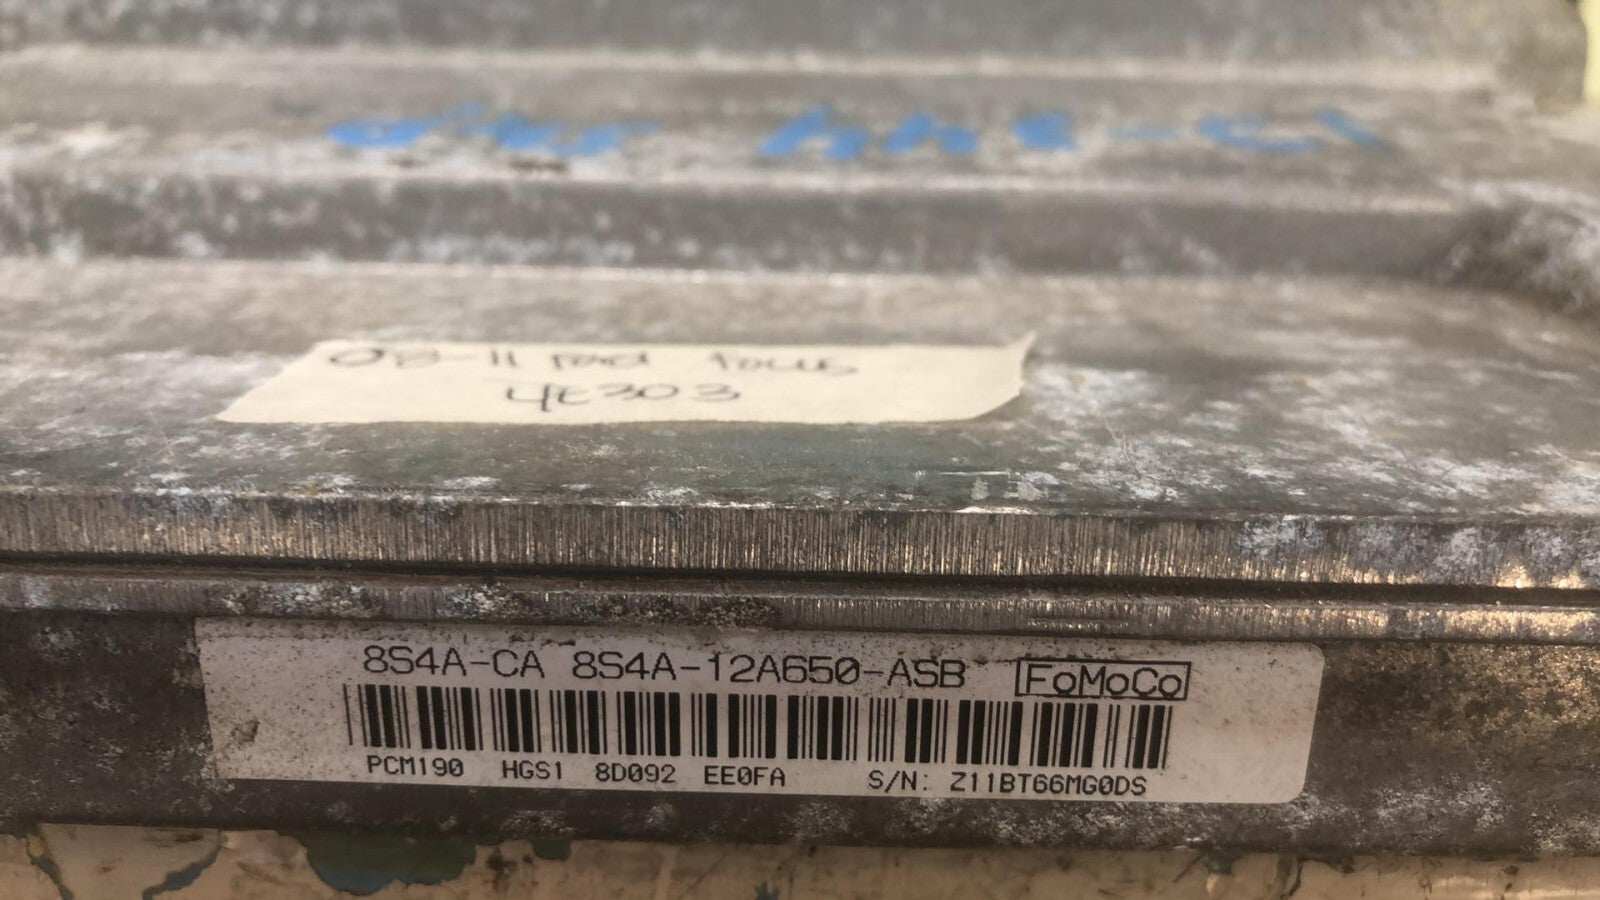 08-11 Ford Focus
4E303
8S4A-CA 8S4A-12A650-ASB FoMoCo
PCM190 HGS1 8D092 EE0FA S/N: Z11BT66MG0DS